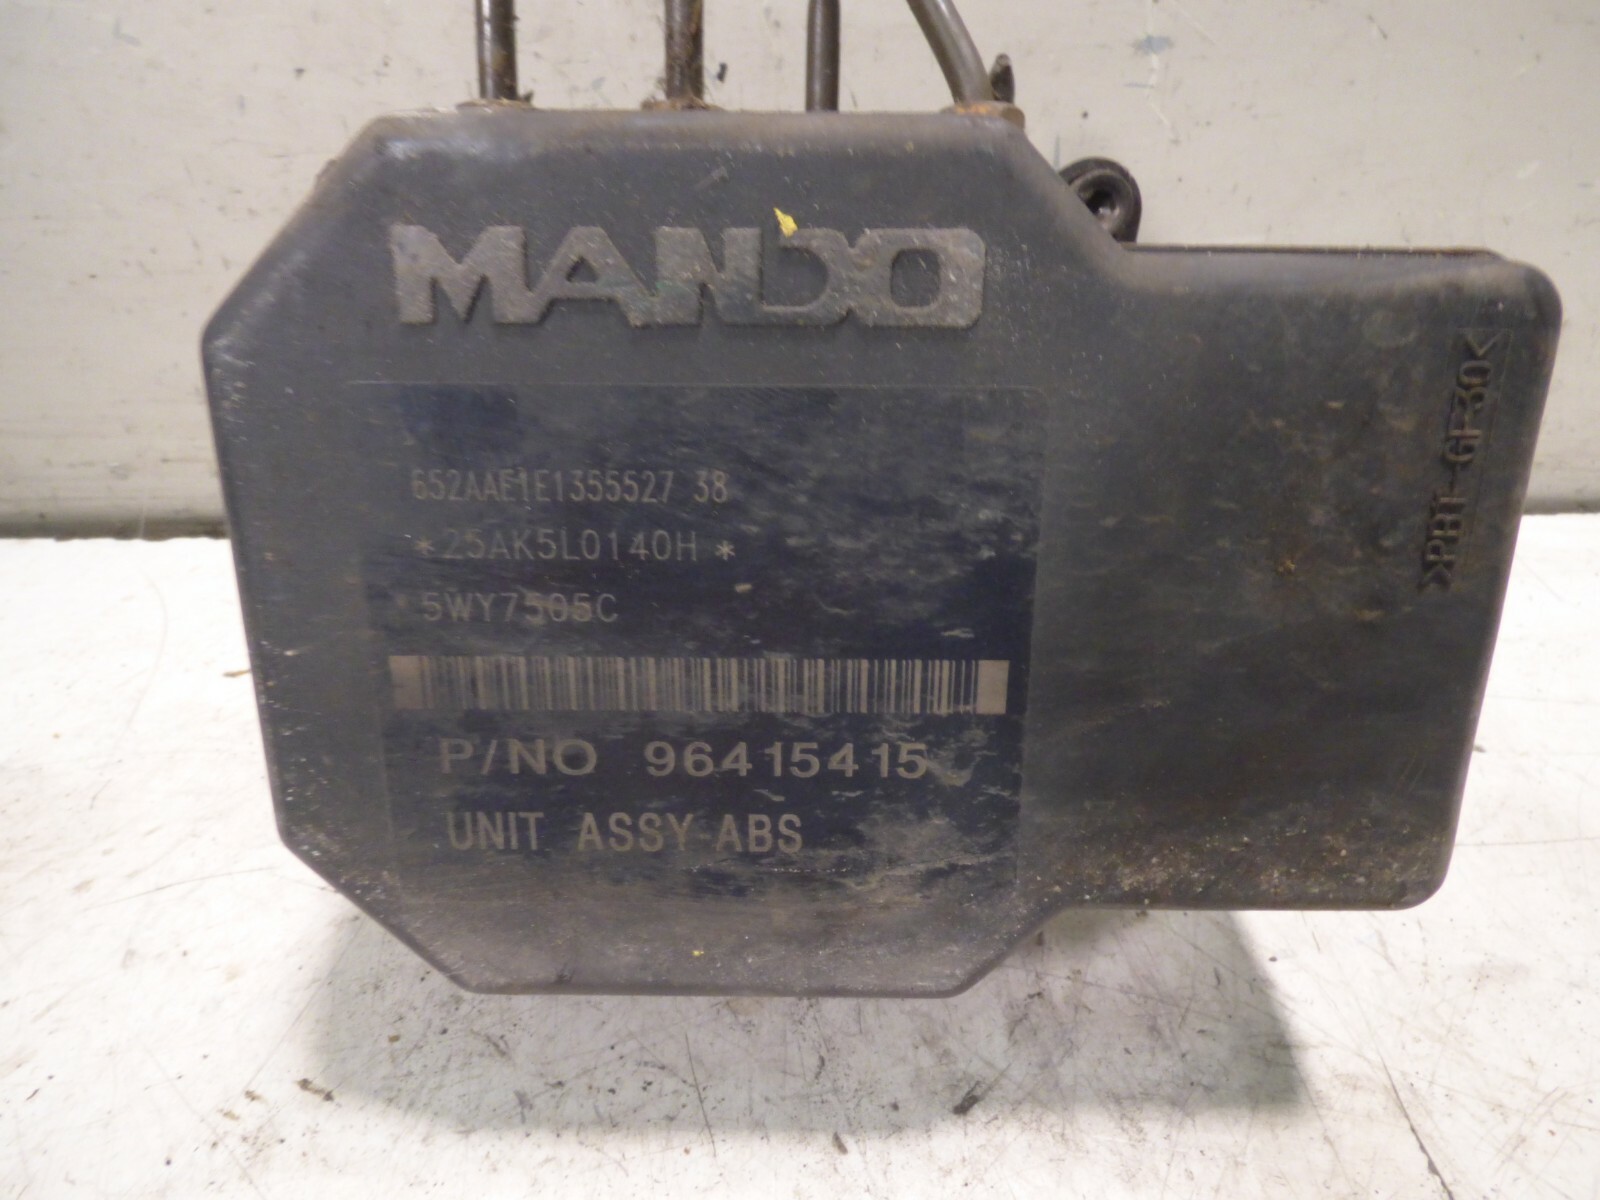 MANDO
652AAE1E1355527 38
*25AK5L0140H*
5WY7505C
P/NO 96415415
UNIT ASSY-ABS
>PBT-GF30<